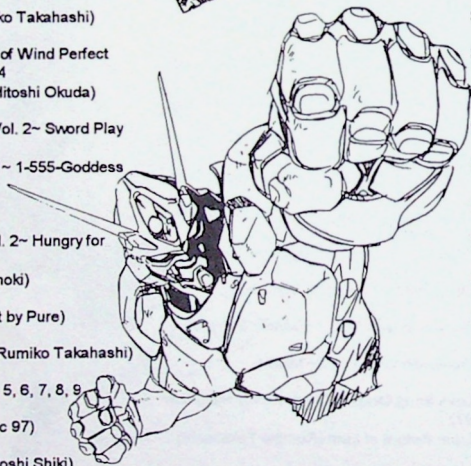 ko Takahashi)
of Wind Perfect
4
Hitoshi Okuda)
Vol. 2~ Sword Play
~ 1-555-Goddess
l. 2~ Hungry for
noki)
t by Pure)
Rumiko Takahashi)
5, 6, 7, 8, 9
c 97)
oshi Shiki)